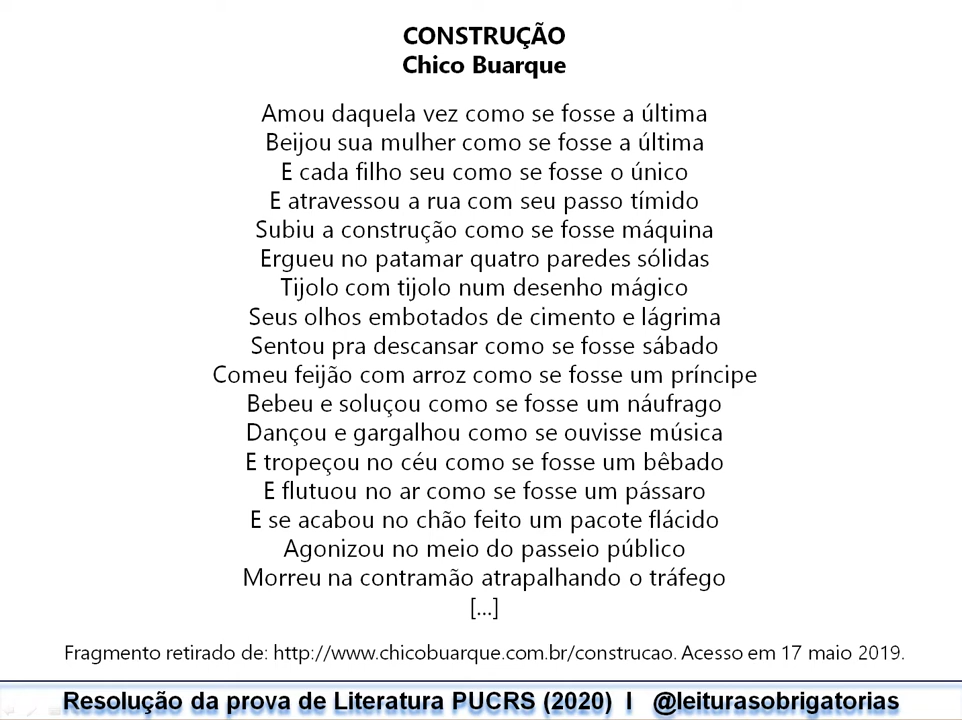 CONSTRUÇÃO
Chico Buarque
Amou daquela vez como se fosse a última
Beijou sua mulher como se fosse a última
E cada filho seu como se fosse o único
E atravessou a rua com seu passo tímido
Subiu a construção como se fosse máquina
Ergueu no patamar quatro paredes sólidas
Tijolo com tijolo num desenho mágico
Seus olhos embotados de cimento e lágrima
Sentou pra descansar como se fosse sábado
Comeu feijão com arroz como se fosse um príncipe
Bebeu e soluçou como se fosse um náufrago
Dançou e gargalhou como se ouvisse música
E tropeçou no céu como se fosse um bêbado
E flutuou no ar como se fosse um pássaro
E se acabou no chão feito um pacote flácido
Agonizou no meio do passeio público
Morreu na contramão atrapalhando o tráfego
[...]
Fragmento retirado de: http://www.chicobuarque.com.br/construcao. Acesso em 17 maio 2019.
Resolução da prova de Literatura PUCRS (2020) I @leiturasobrigatorias